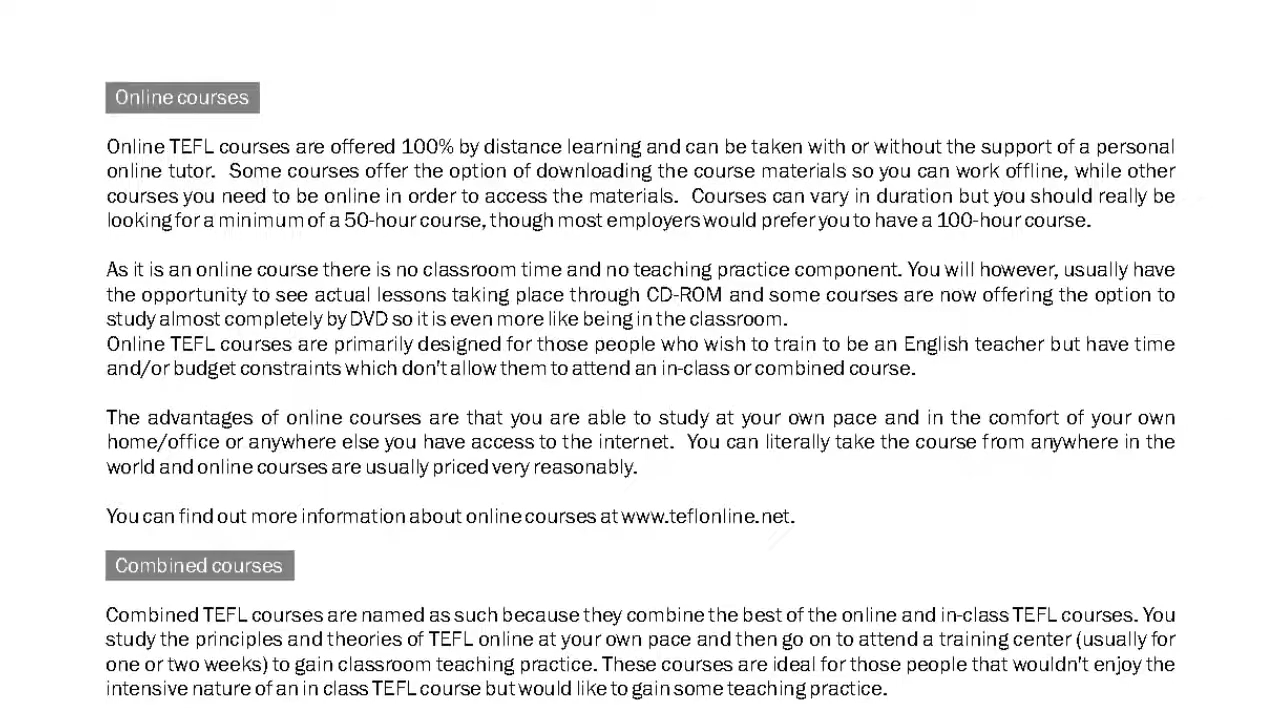 Online courses
Online TEFL courses are offered 100% by distance learning and can be taken with or without the support of a personal
online tutor.  Some courses offer the option of downloading the course materials so you can work offline, while other
courses you need to be online in order to access the materials.  Courses can vary in duration but you should really be
looking for a minimum of a 50-hour course, though most employers would prefer you to have a 100-hour course.
As it is an online course there is no classroom time and no teaching practice component. You will however, usually have
the opportunity to see actual lessons taking place through CD-ROM and some courses are now offering the option to
study almost completely by DVD so it is even more like being in the classroom.
Online TEFL courses are primarily designed for those people who wish to train to be an English teacher but have time
and/or budget constraints which don't allow them to attend an in-class or combined course.
The advantages of online courses are that you are able to study at your own pace and in the comfort of your own
home/office or anywhere else you have access to the internet.  You can literally take the course from anywhere in the
world and online courses are usually priced very reasonably.
You can find out more information about online courses at www.teflonline.net.
Combined courses
Combined TEFL courses are named as such because they combine the best of the online and in-class TEFL courses. You
study the principles and theories of TEFL online at your own pace and then go on to attend a training center (usually for
one or two weeks) to gain classroom teaching practice. These courses are ideal for those people that wouldn't enjoy the
intensive nature of an in class TEFL course but would like to gain some teaching practice.